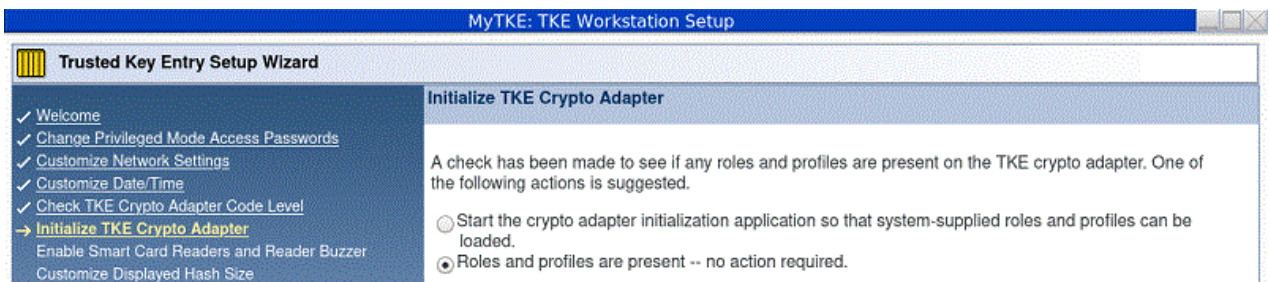 MyTKE: TKE Workstation Setup
Trusted Key Entry Setup Wizard
Welcome
Change Privileged Mode Access Passwords
Customize Network Settings
Customize Date/Time
Check TKE Crypto Adapter Code Level
Initialize TKE Crypto Adapter
Enable Smart Card Readers and Reader Buzzer
Customize Displayed Hash Size
Initialize TKE Crypto Adapter
A check has been made to see if any roles and profiles are present on the TKE crypto adapter. One of
the following actions is suggested.
Start the crypto adapter initialization application so that system-supplied roles and profiles can be
loaded.
Roles and profiles are present -- no action required.